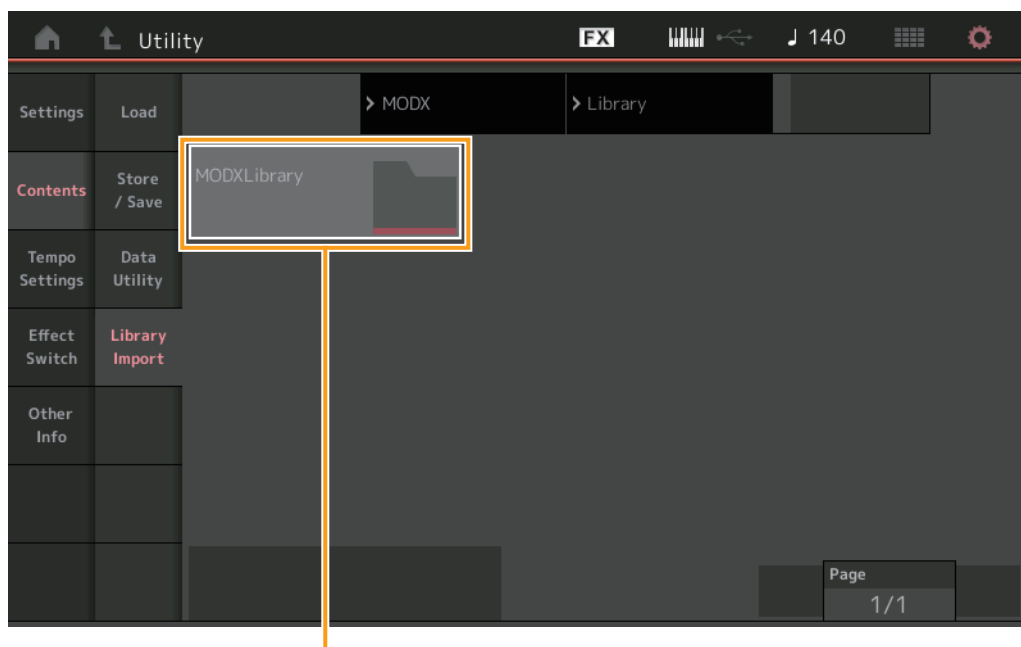 Utility
FX
♩ 140
Settings
Load
> MODX
> Library
Contents
Store
/ Save
MODXLibrary
Tempo
Settings
Data
Utility
Effect
Switch
Library
Import
Other
Info
Page
1/1